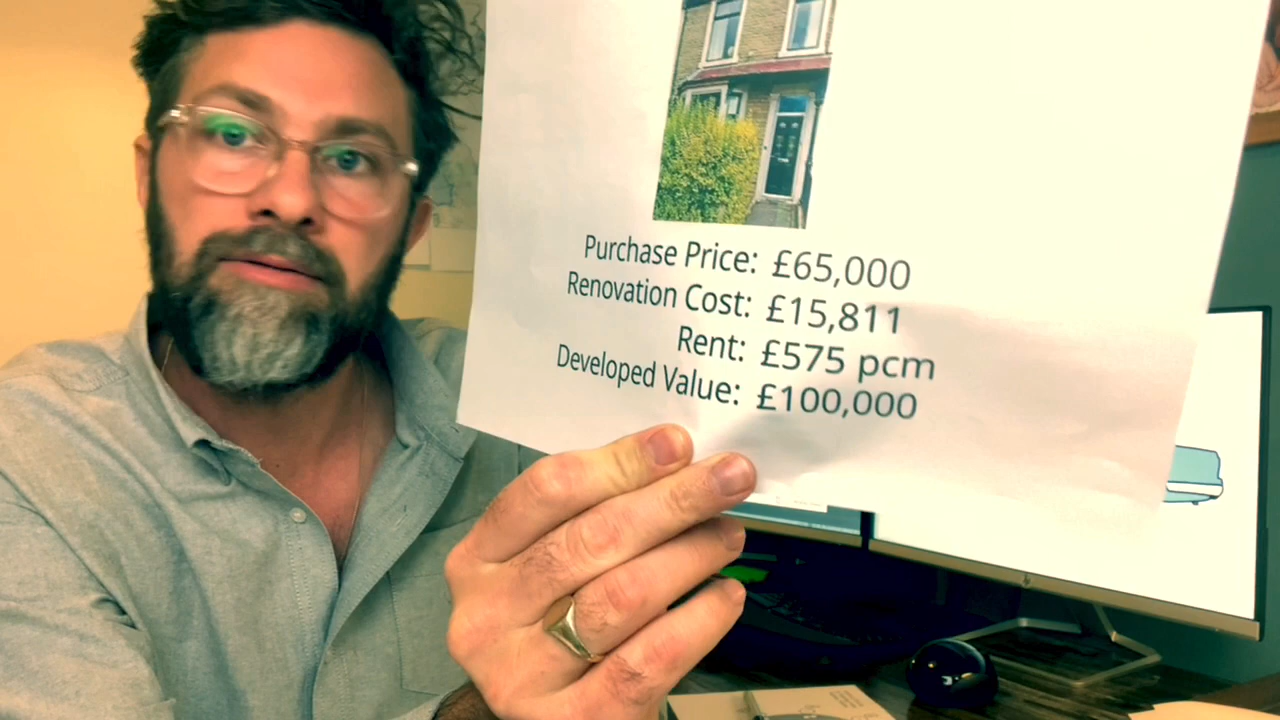 Purchase Price: £65,000
Renovation Cost: £15,811
Rent: £575 pcm
Developed Value: £100,000